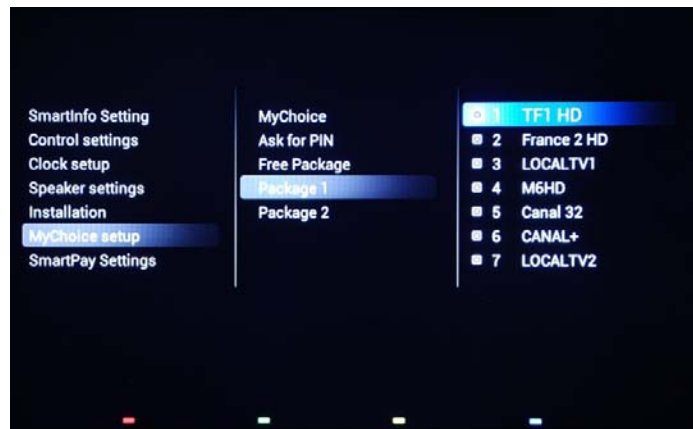 SmartInfo Setting
Control settings
Clock setup
Speaker settings
Installation
MyChoice setup
SmartPay Settings
MyChoice
Ask for PIN
Free Package
Package 1
Package 2
1 TF1 HD
2 France 2 HD
3 LOCALTV1
4 M6HD
5 Canal 32
6 CANAL+
7 LOCALTV2